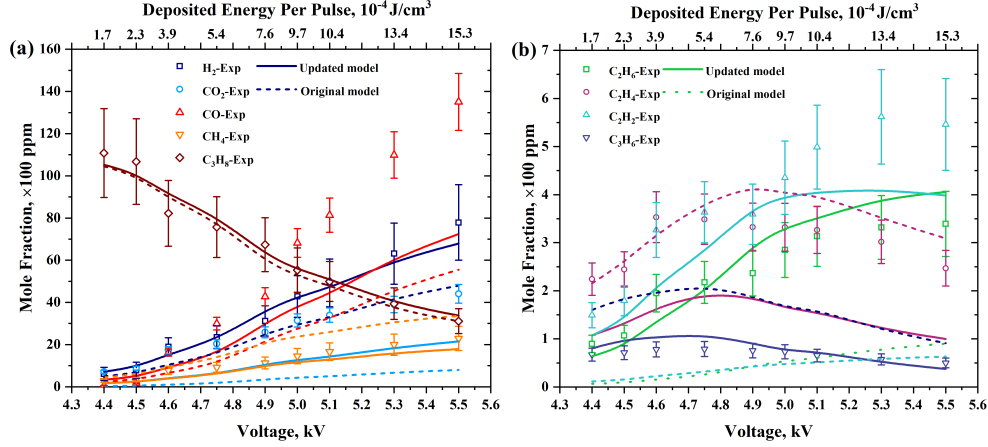 Deposited Energy Per Pulse, 10⁻⁴ J/cm³
1.7 2.3 3.9 5.4 7.6 9.7 10.4 13.4 15.3
(a)
H₂-Exp Updated model
CO₂-Exp Original model
CO-Exp
CH₄-Exp
C₃H₈-Exp
Mole Fraction, ×100 ppm
160
140
120
100
80
60
40
20
0
4.3 4.4 4.5 4.6 4.7 4.8 4.9 5.0 5.1 5.2 5.3 5.4 5.5 5.6
Voltage, kV
Deposited Energy Per Pulse, 10⁻⁴ J/cm³
1.7 2.3 3.9 5.4 7.6 9.7 10.4 13.4 15.3
(b)
C₂H₆-Exp Updated model
C₂H₄-Exp Original model
C₂H₂-Exp
C₃H₆-Exp
Mole Fraction, ×100 ppm
7
6
5
4
3
2
1
0
4.3 4.4 4.5 4.6 4.7 4.8 4.9 5.0 5.1 5.2 5.3 5.4 5.5 5.6
Voltage, kV